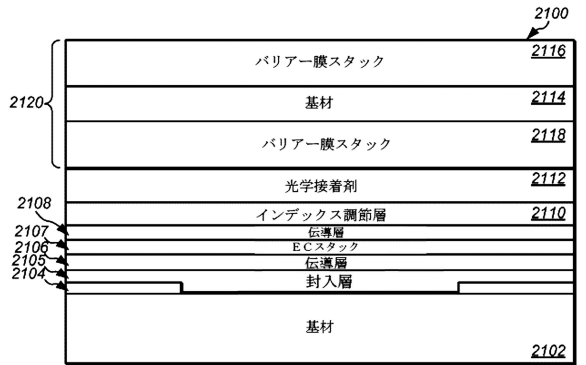 2100
バリアー膜スタック 2116
2120
基材 2114
バリアー膜スタック 2118
光学接着剤 2112
インデックス調節層 2110
2108
伝導層
2107
ECスタック
2106
伝導層
2105
封入層
2104
基材
2102